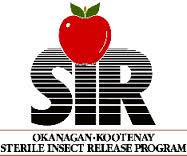 SIR
OKANAGAN•KOOTENAY
STERILE INSECT RELEASE PROGRAM